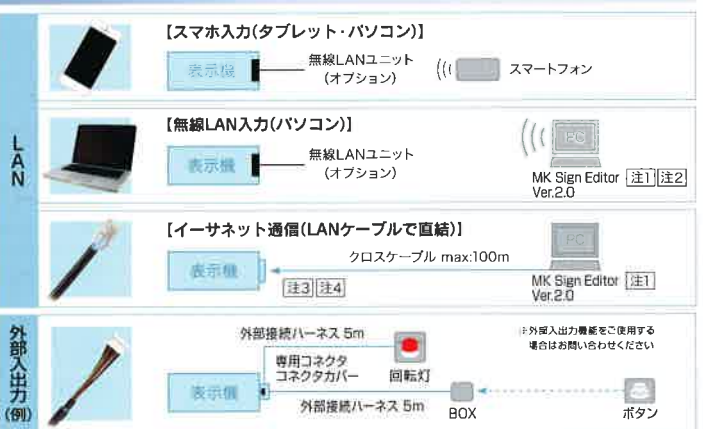 LAN
【スマホ入力(タブレット・パソコン)】
表示機
無線LANユニット
(オプション)
スマートフォン
【無線LAN入力(パソコン)】
表示機
無線LANユニット
(オプション)
PC
MK Sign Editor 注1 注2
Ver.2.0
【イーサネット通信(LANケーブルで直結)】
表示機
クロスケーブル max:100m
注3 注4
PC
MK Sign Editor 注1
Ver.2.0
外部入出力
(例)
外部接続ハーネス 5m
専用コネクタ
コネクタカバー
回転灯
表示機
外部接続ハーネス 5m
BOX
ボタン
※外部入出力機能をご使用する
場合はお問い合わせください